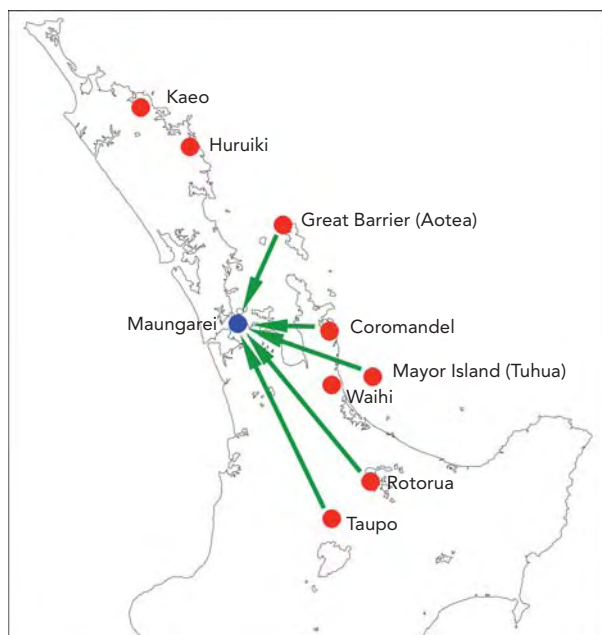 Kaeo
Huruiki
Great Barrier (Aotea)
Maungarei
Coromandel
Mayor Island (Tuhua)
Waihi
Rotorua
Taupo